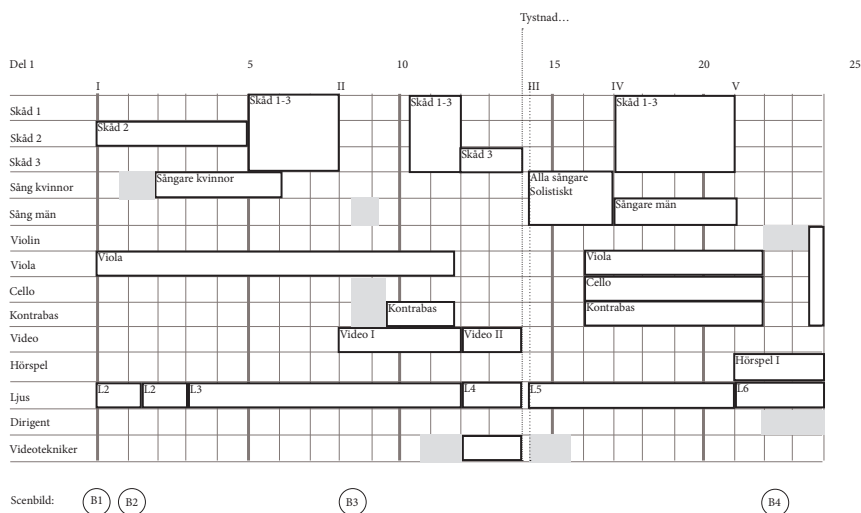 Tystnad...
Del 1 5 10 15 20 25
I II III IV V
Skåd 1 Skåd 1-3 Skåd 1-3 Skåd 1-3
Skåd 2 Skåd 2
Skåd 3 Skåd 3
Sång kvinnor Sångare kvinnor Alla sångare
Solistiskt
Sång män Sångare män
Violin
Viola Viola Viola
Cello Cello
Kontrabas Kontrabas Kontrabas
Video Video I Video II
Hörspel Hörspel I
Ljus L2 L2 L3 L4 L5 L6
Dirigent
Videotekniker
Scenbild: B1 B2 B3 B4